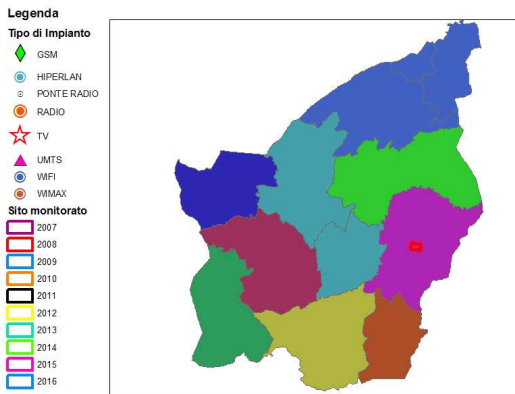 Legenda
Tipo di Impianto
GSM
HIPERLAN
PONTE RADIO
RADIO
TV
UMTS
WIFI
WIMAX
Sito monitorato
2007
2008
2009
2010
2011
2012
2013
2014
2015
2016